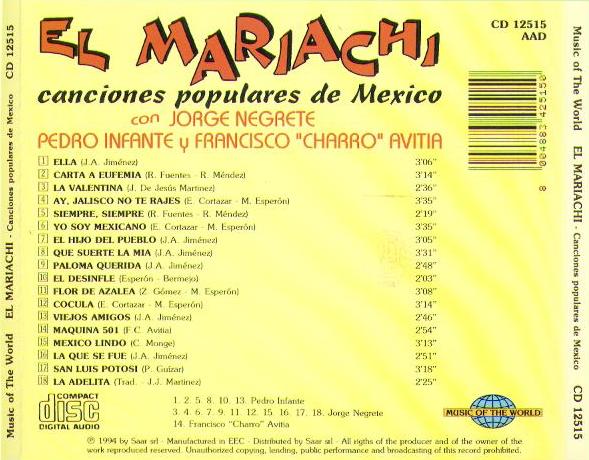 CD 12515
AAD
EL MARIACHI
canciones populares de Mexico
con JORGE NEGRETE
PEDRO INFANTE y FRANCISCO "CHARRO" AVITIA
1 ELLA (J.A. Jiménez) 3'06"
2 CARTA A EUFEMIA (R. Fuentes - R. Méndez) 3'14"
3 LA VALENTINA (J. De Jesús Martinez) 2'36"
4 AY, JALISCO NO TE RAJES (E. Cortazar - M. Esperón) 3'35"
5 SIEMPRE, SIEMPRE (R. Fuentes - R. Méndez) 2'19"
6 YO SOY MEXICANO (E. Cortazar - M. Esperón) 3'35"
7 EL HIJO DEL PUEBLO (J.A. Jiménez) 3'05"
8 QUE SUERTE LA MIA (J.A. Jiménez) 3'31"
9 PALOMA QUERIDA (J.A. Jiménez) 2'48"
10 EL DESINFLE (Esperón - Bermejo) 2'03"
11 FLOR DE AZALEA (Z. Gómez - M. Esperón) 3'08"
12 COCULA (E. Cortazar - M. Esperón) 3'14"
13 VIEJOS AMIGOS (J.A. Jiménez) 2'46"
14 MAQUINA 501 (F.C. Avitia) 2'54"
15 MEXICO LINDO (C. Monge) 3'13"
16 LA QUE SE FUE (J.A. Jiménez) 2'51"
17 SAN LUIS POTOSI (P. Guízar) 3'18"
18 LA ADELITA (Trad. - J.J. Martinez) 2'25"
COMPACT
disc
DIGITAL AUDIO
1. 2. 5. 8. 10. 13. Pedro Infante
3. 4. 6. 7. 9. 11. 12. 15. 16. 17. 18. Jorge Negrete
14. Francisco "Charro" Avitia
MUSIC OF THE WORLD
℗ 1994 by Saar srl - Manufactured in EEC - Distributed by Saar srl - All rigths of the producer and of the owner of the
work reproduced reserved. Unauthorized copying, lending, public performance and broadcasting of this record prohibited.
8 004883 425150
Music of The World EL MARIACHI - Canciones populares de Mexico CD 12515
Music of The World EL MARIACHI - Canciones populares de Mexico CD 12515